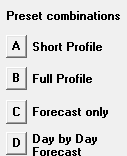 Preset combinations
A Short Profile
B Full Profile
C Forecast only
D Day by Day
Forecast